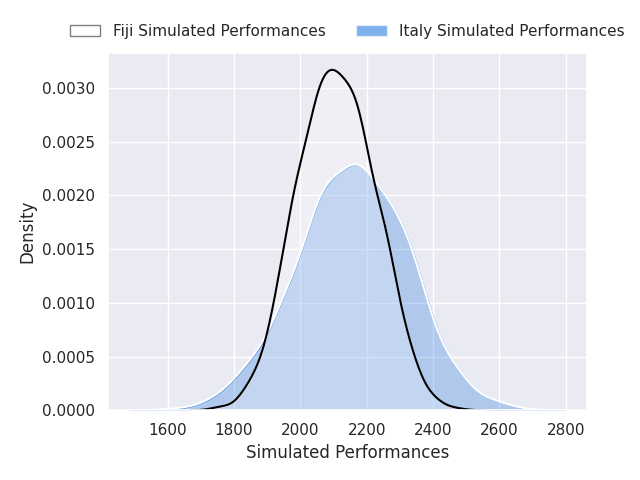 Fiji Simulated Performances Italy Simulated Performances
0.0030
0.0025
0.0020
0.0015
0.0010
0.0005
0.0000
Density
1600 1800 2000 2200 2400 2600 2800
Simulated Performances